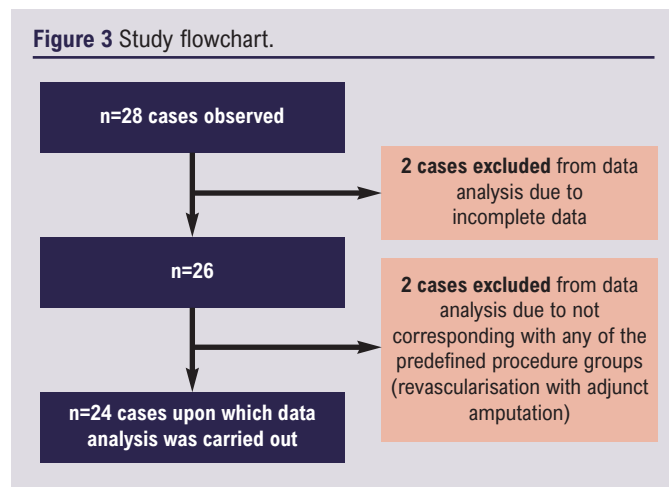 Figure 3 Study flowchart.
n=28 cases observed
2 cases excluded from data
analysis due to
incomplete data
n=26
2 cases excluded from data
analysis due to not
corresponding with any of the
predefined procedure groups
(revascularisation with adjunct
amputation)
n=24 cases upon which data
analysis was carried out